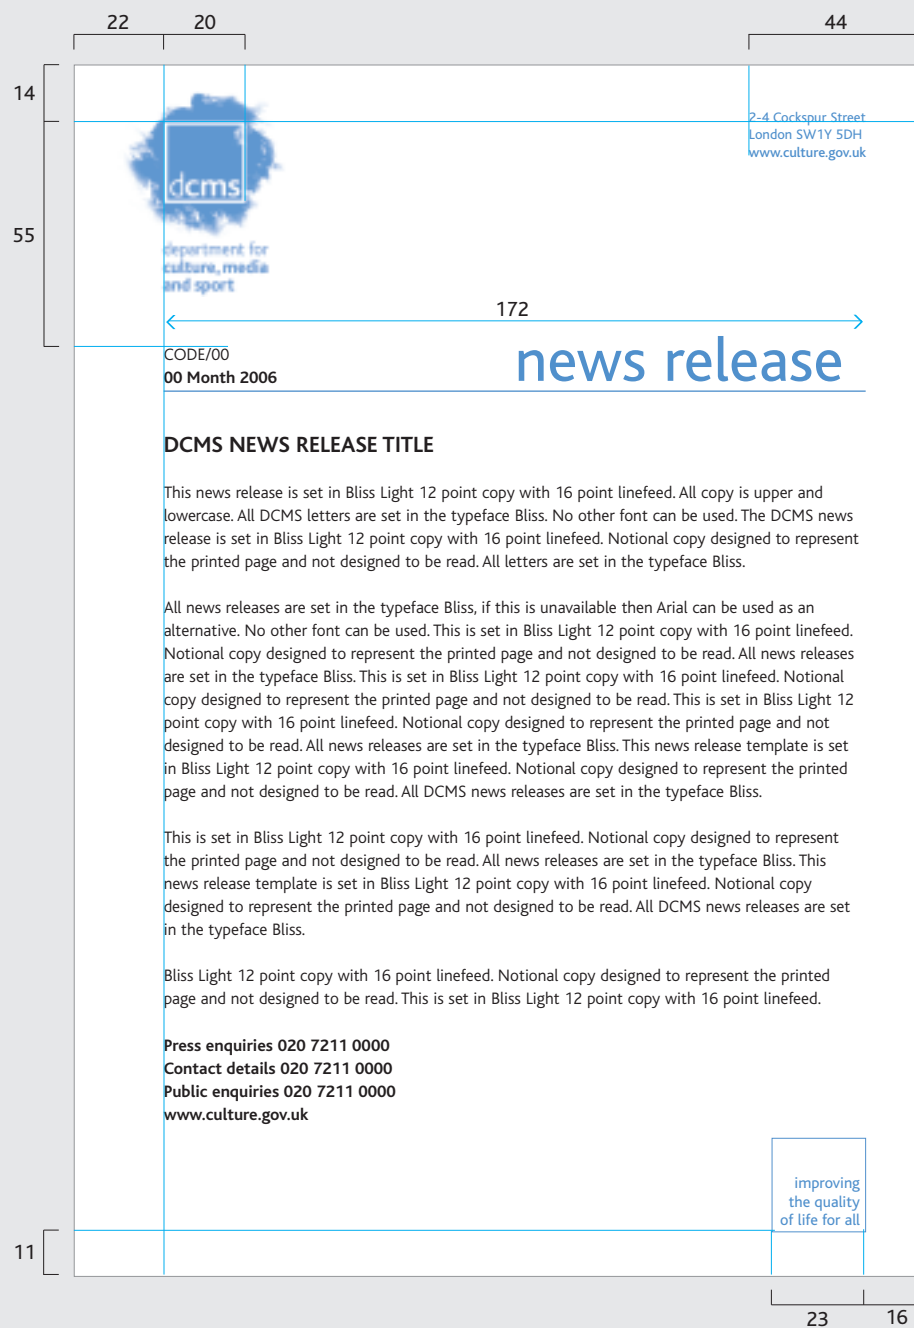 22 20 44
14
2-4 Cockspur Street
London SW1Y 5DH
www.culture.gov.uk
dcms
55
department for
culture, media
and sport
172
CODE/00
00 Month 2006
news release
DCMS NEWS RELEASE TITLE
This news release is set in Bliss Light 12 point copy with 16 point linefeed. All copy is upper and
lowercase. All DCMS letters are set in the typeface Bliss. No other font can be used. The DCMS news
release is set in Bliss Light 12 point copy with 16 point linefeed. Notional copy designed to represent
the printed page and not designed to be read. All letters are set in the typeface Bliss.
All news releases are set in the typeface Bliss, if this is unavailable then Arial can be used as an
alternative. No other font can be used. This is set in Bliss Light 12 point copy with 16 point linefeed.
Notional copy designed to represent the printed page and not designed to be read. All news releases
are set in the typeface Bliss. This is set in Bliss Light 12 point copy with 16 point linefeed. Notional
copy designed to represent the printed page and not designed to be read. This is set in Bliss Light 12
point copy with 16 point linefeed. Notional copy designed to represent the printed page and not
designed to be read. All news releases are set in the typeface Bliss. This news release template is set
in Bliss Light 12 point copy with 16 point linefeed. Notional copy designed to represent the printed
page and not designed to be read. All DCMS news releases are set in the typeface Bliss.
This is set in Bliss Light 12 point copy with 16 point linefeed. Notional copy designed to represent
the printed page and not designed to be read. All news releases are set in the typeface Bliss. This
news release template is set in Bliss Light 12 point copy with 16 point linefeed. Notional copy
designed to represent the printed page and not designed to be read. All DCMS news releases are set
in the typeface Bliss.
Bliss Light 12 point copy with 16 point linefeed. Notional copy designed to represent the printed
page and not designed to be read. This is set in Bliss Light 12 point copy with 16 point linefeed.
Press enquiries 020 7211 0000
Contact details 020 7211 0000
Public enquiries 020 7211 0000
www.culture.gov.uk
improving
the quality
of life for all
11
23 16